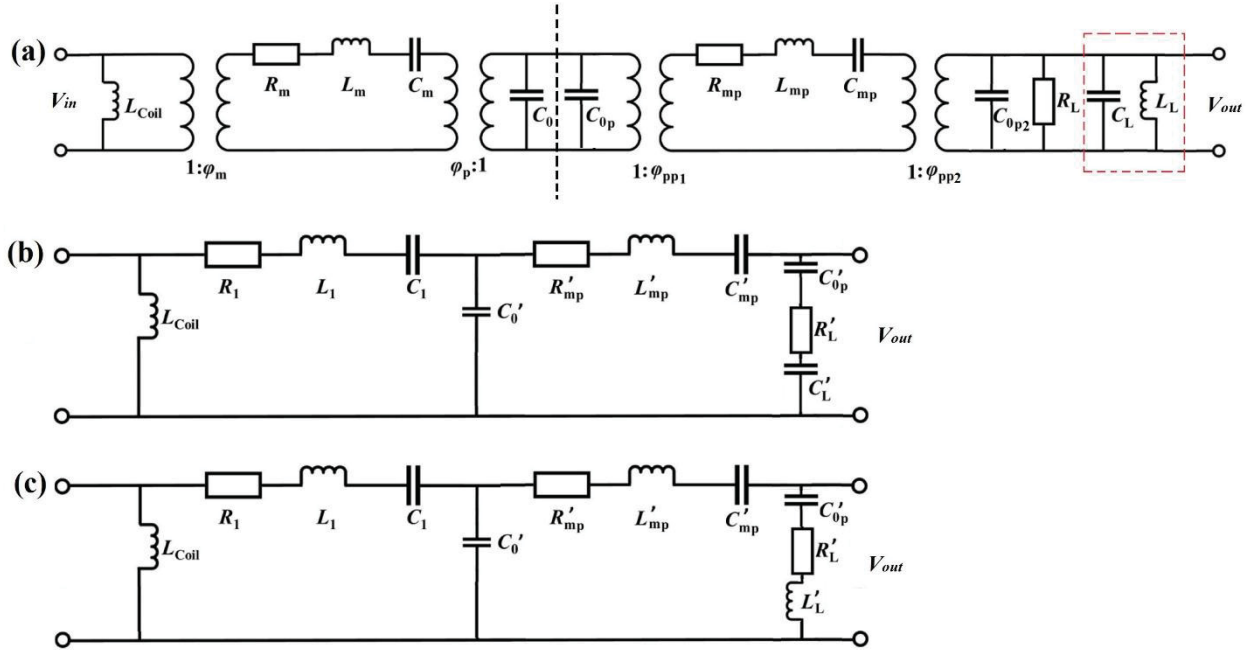 (a)
V_in L_Coil R_m L_m C_m C_0 C_0p R_mp L_mp C_mp C_0p2 R_L C_L L_L V_out
1:φ_m φ_p:1 1:φ_pp1 1:φ_pp2
(b)
L_Coil R_1 L_1 C_1 C_0' R'_mp L'_mp C'_mp C'_0p R'_L C'_L V_out
(c)
L_Coil R_1 L_1 C_1 C_0' R'_mp L'_mp C'_mp C'_0p R'_L L'_L V_out